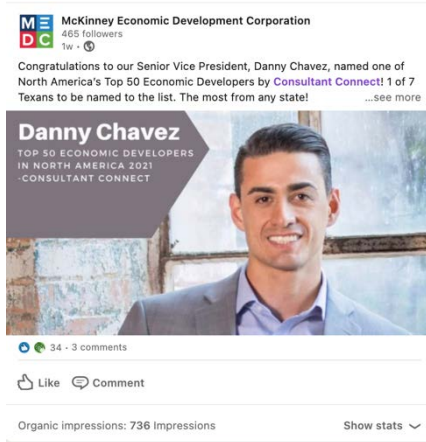 M E
D C
McKinney Economic Development Corporation
465 followers
1w •
Congratulations to our Senior Vice President, Danny Chavez, named one of
North America's Top 50 Economic Developers by Consultant Connect! 1 of 7
Texans to be named to the list. The most from any state! ...see more
Danny Chavez
TOP 50 ECONOMIC DEVELOPERS
IN NORTH AMERICA 2021
-CONSULTANT CONNECT
34 · 3 comments
Like Comment
Organic impressions: 736 Impressions Show stats